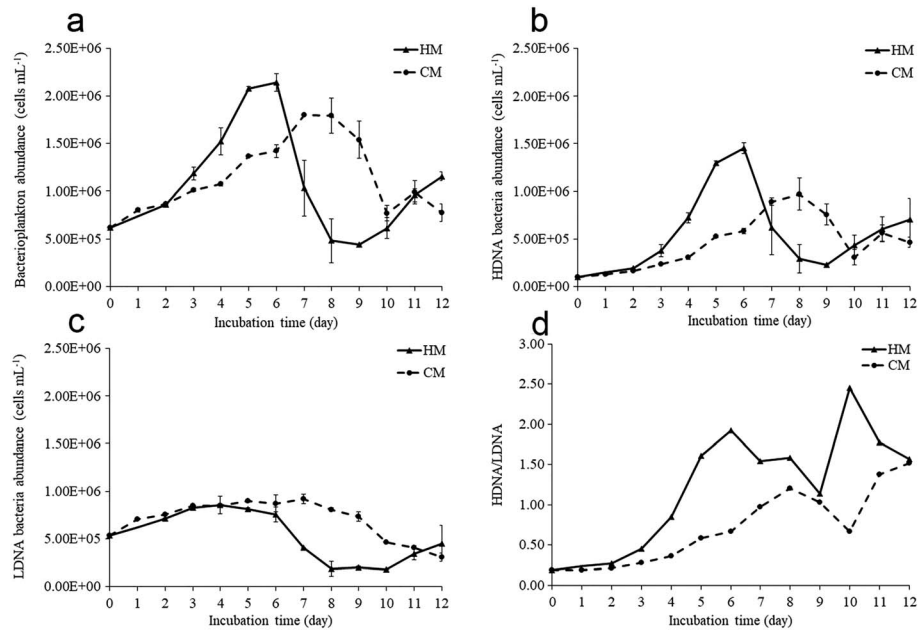 a
2.50E+06
2.00E+06
1.50E+06
1.00E+06
5.00E+05
0.00E+00
Bacterioplankton abundance (cells mL-1)
HM
CM
0 1 2 3 4 5 6 7 8 9 10 11 12
Incubation time (day)
b
2.50E+06
2.00E+06
1.50E+06
1.00E+06
5.00E+05
0.00E+00
HDNA bacteria abundance (cells mL-1)
HM
CM
0 1 2 3 4 5 6 7 8 9 10 11 12
Incubation time (day)
c
2.50E+06
2.00E+06
1.50E+06
1.00E+06
5.00E+05
0.00E+00
LDNA bacteria abundance (cells mL-1)
HM
CM
0 1 2 3 4 5 6 7 8 9 10 11 12
Incubation time (day)
d
3.00
2.50
2.00
1.50
1.00
0.50
0.00
HDNA/LDNA
HM
CM
0 1 2 3 4 5 6 7 8 9 10 11 12
Incubation time (day)